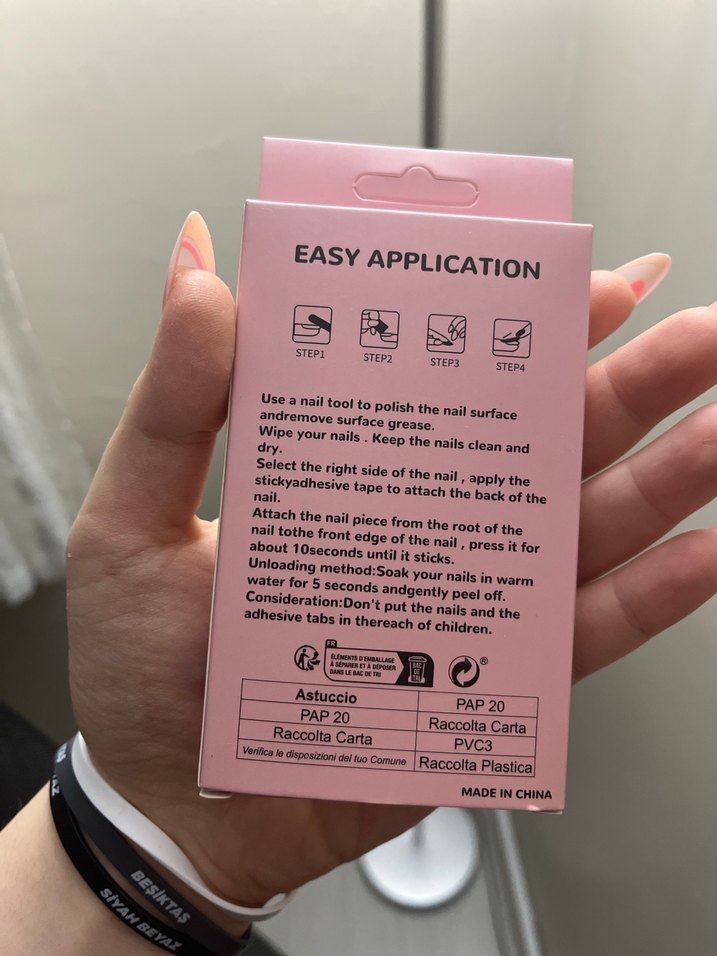 EASY APPLICATION
STEP1 STEP2 STEP3 STEP4
Use a nail tool to polish the nail surface
andremove surface grease.
Wipe your nails . Keep the nails clean and
dry.
Select the right side of the nail , apply the
stickyadhesive tape to attach the back of the
nail.
Attach the nail piece from the root of the
nail tothe front edge of the nail , press it for
about 10seconds until it sticks.
Unloading method:Soak your nails in warm
water for 5 seconds andgently peel off.
Consideration:Don't put the nails and the
adhesive tabs in thereach of children.
FR
ÉLÉMENTS D'EMBALLAGE
À SÉPARER ET À DÉPOSER
DANS LE BAC DE TRI
BAC
DE
TRI
®
Astuccio
PAP 20
Raccolta Carta
Verifica le disposizioni del tuo Comune
PAP 20
Raccolta Carta
PVC3
Raccolta Plastica
MADE IN CHINA
BEŞİKTAŞ
SİYAH BEYAZ